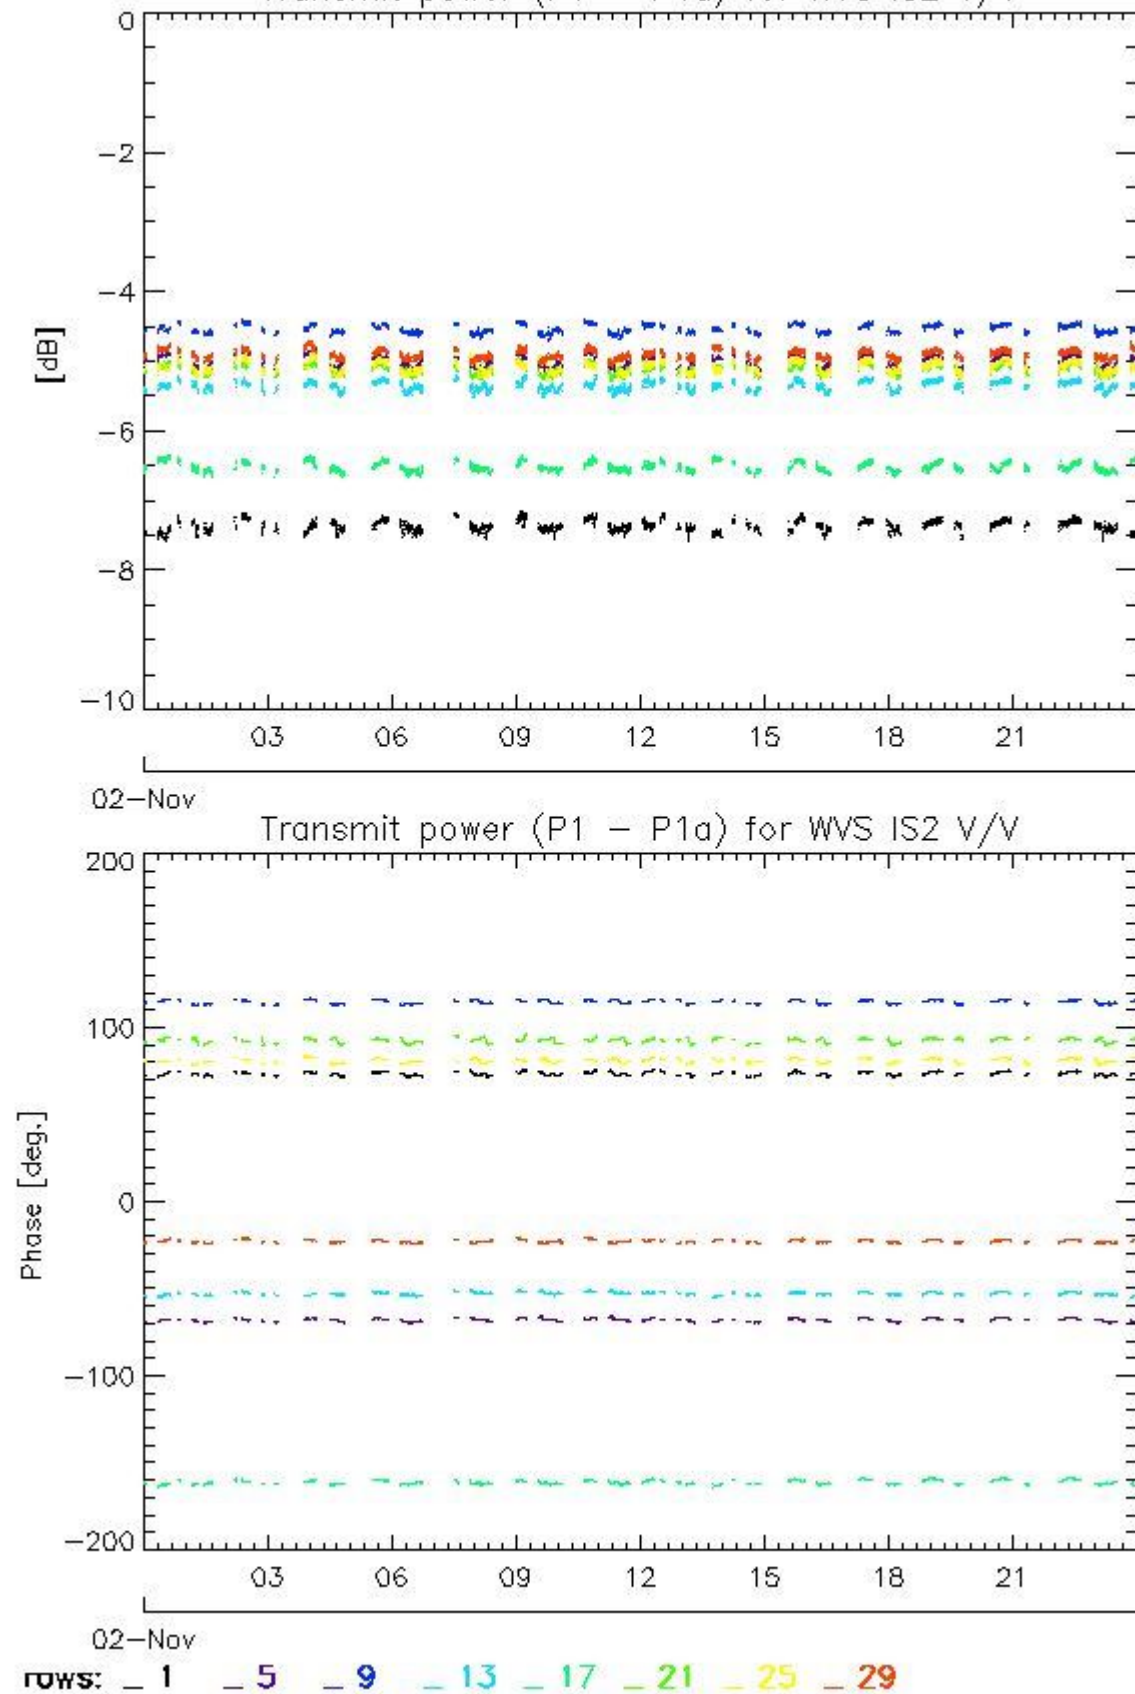 0
−2
−4
[dB]
−6
−8
−10
03 06 09 12 15 18 21
02−Nov
Transmit power (P1 − P1a) for WVS IS2 V/V
200
100
0
Phase [deg.]
−100
−200
03 06 09 12 15 18 21
02−Nov
rows: _ 1 _ 5 _ 9 _ 13 _ 17 _ 21 _ 25 _ 29